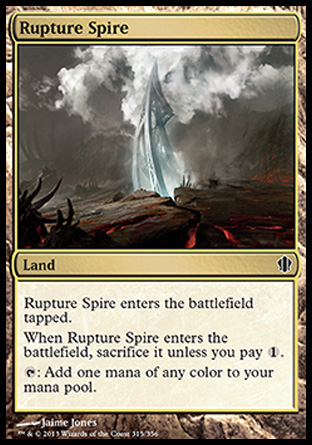 Rupture Spire
Land
Rupture Spire enters the battlefield
tapped.
When Rupture Spire enters the
battlefield, sacrifice it unless you pay 1.
: Add one mana of any color to your
mana pool.
Jaime Jones
™ & © 2013 Wizards of the Coast 315/356